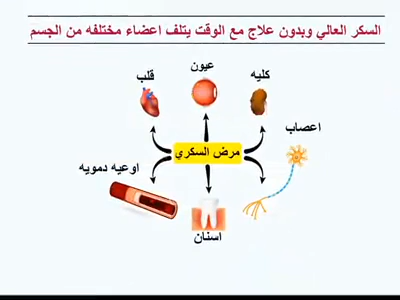 السكر العالي وبدون علاج مع الوقت يتلف اعضاء مختلفه من الجسم
كليه
عيون
قلب
اعصاب
مرض السكري
اوعيه دمويه
اسنان